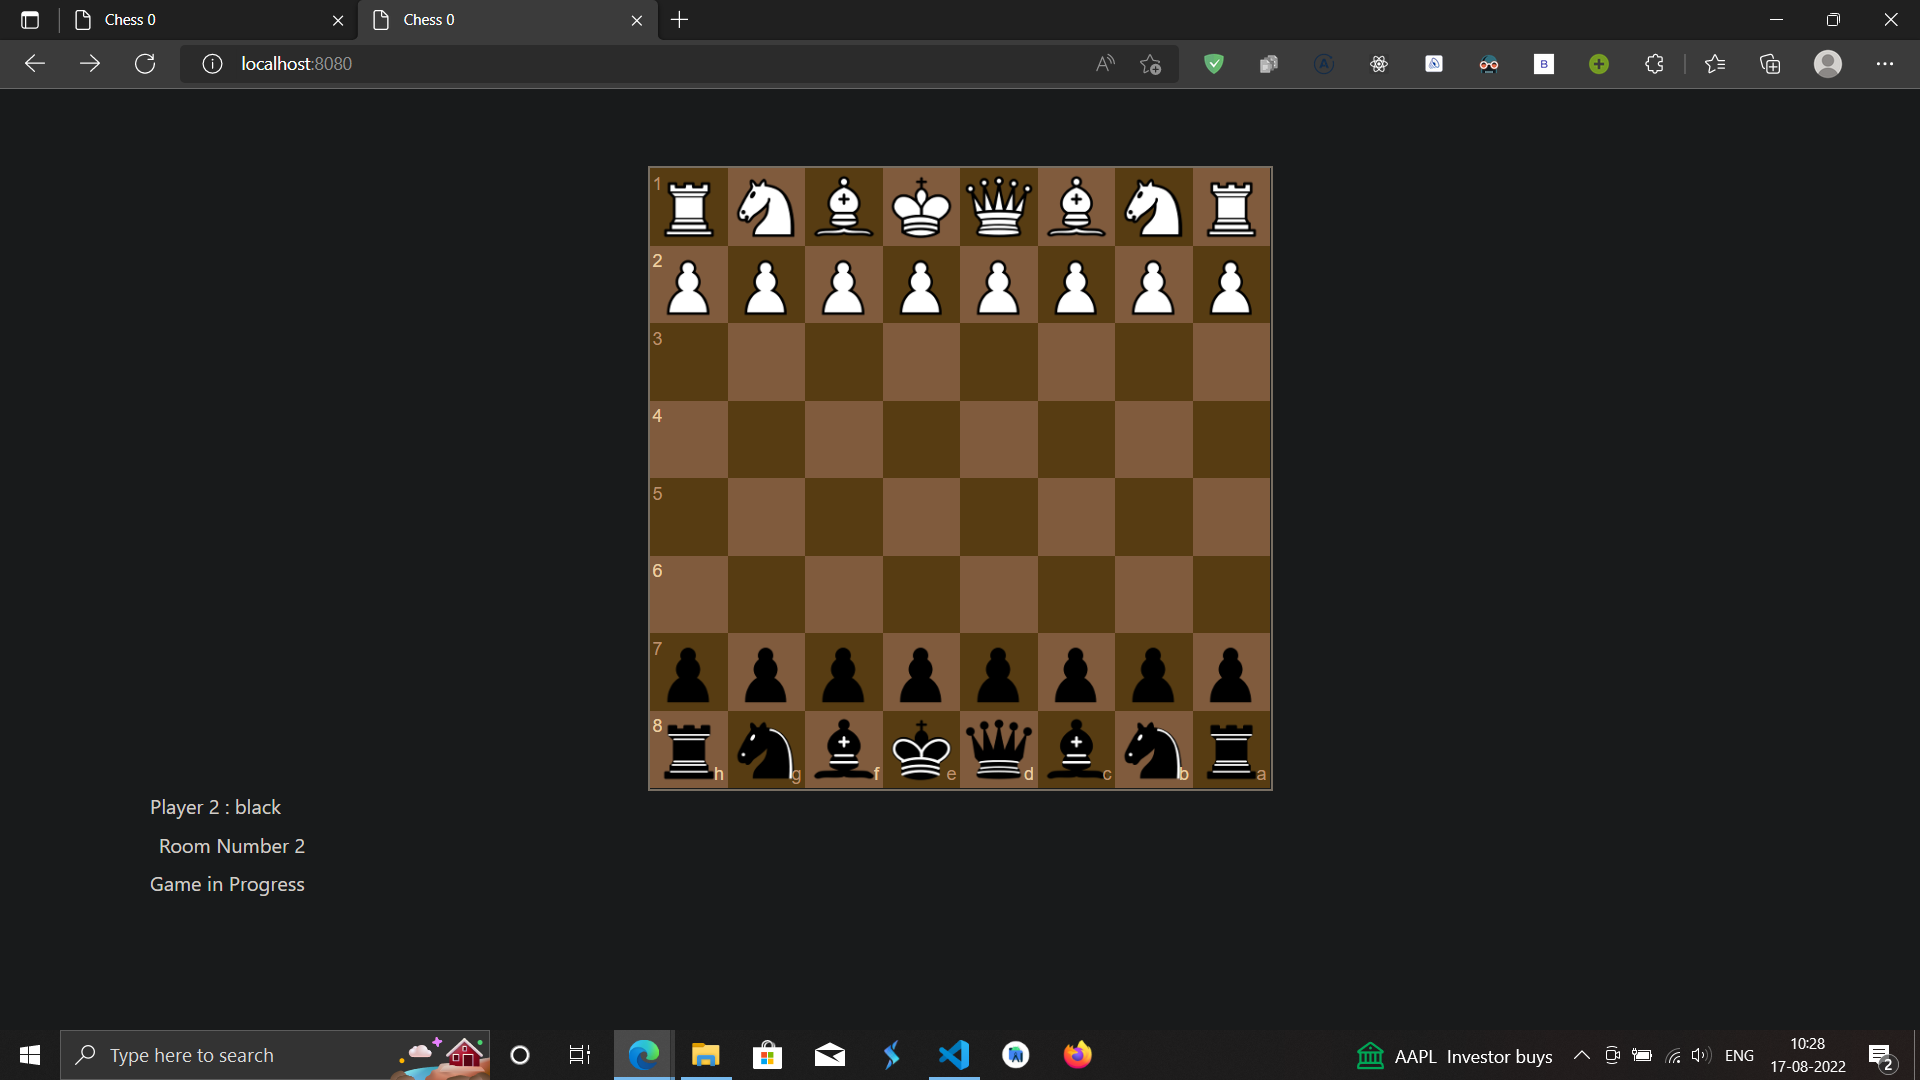 Chess 0
Chess 0
localhost:8080
B
1
2
3
4
5
6
7
8
h g f e d c b a
Player 2 : black
Room Number 2
Game in Progress
Type here to search
AAPL Investor buys
ENG
10:28
17-08-2022
2